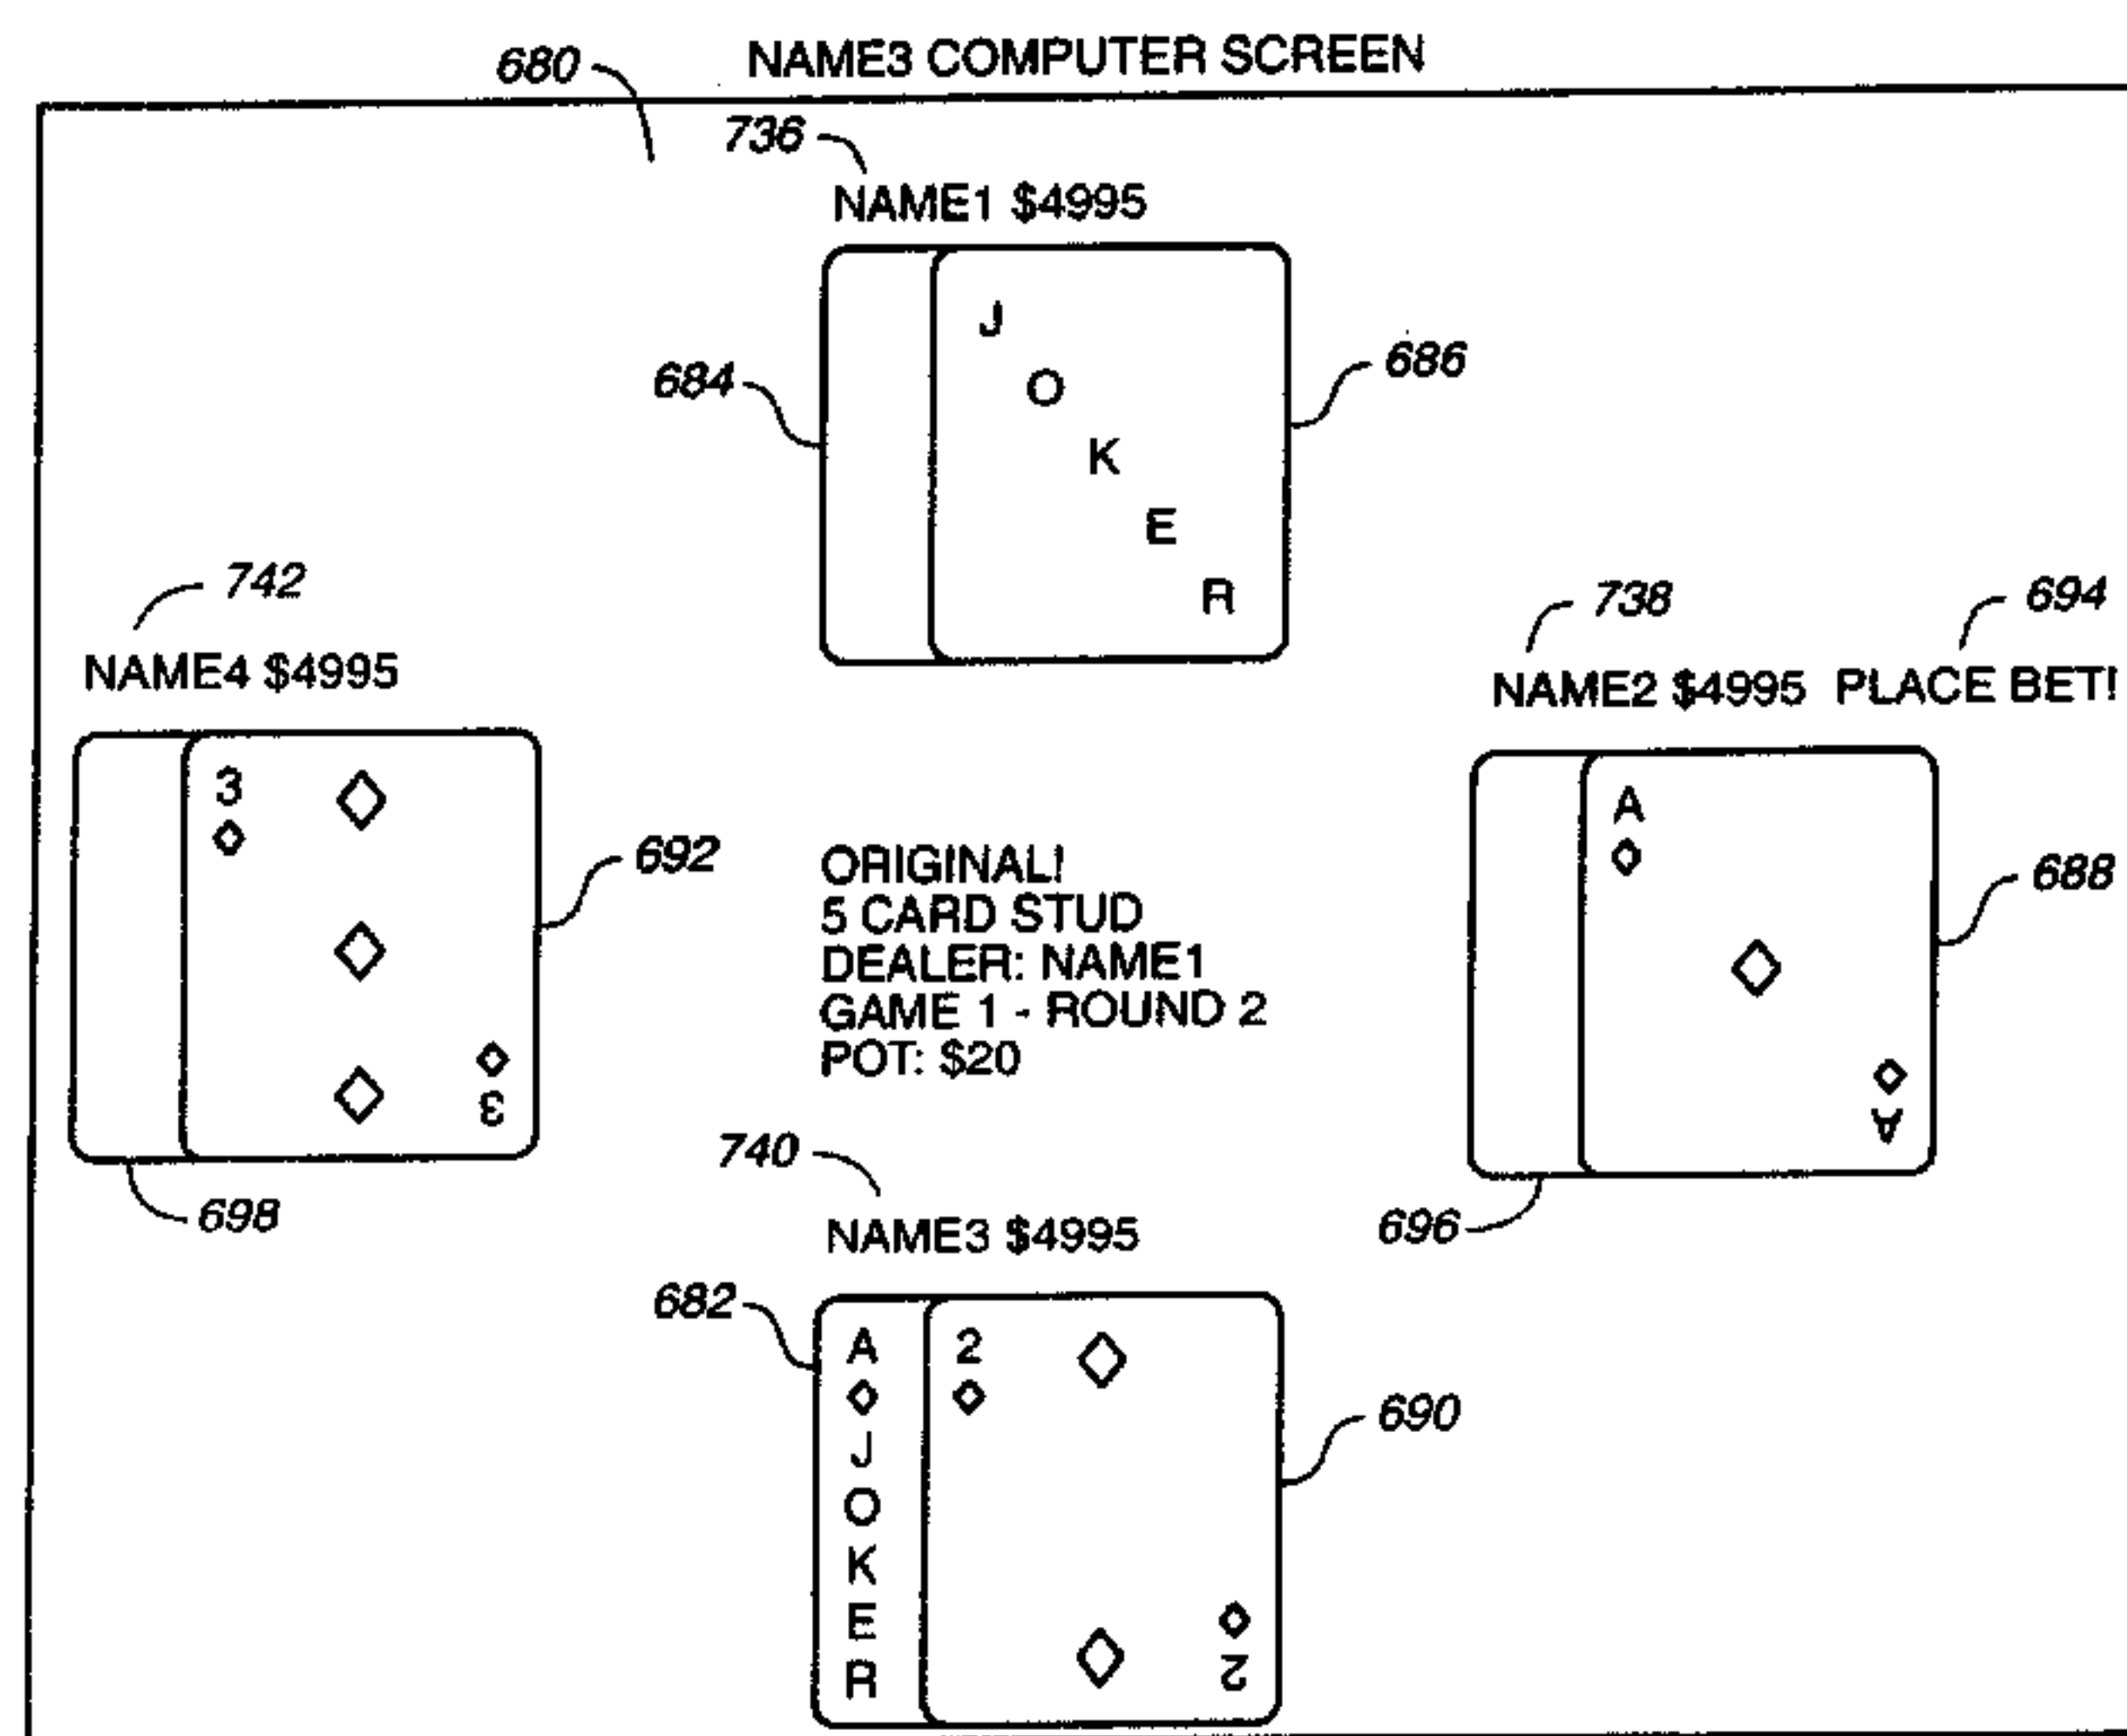 NAME3 COMPUTER SCREEN
680
736
NAME1 $4995
J
O
K
E
R
684
686
742
NAME4 $4995
738
694
NAME2 $4995 PLACE BET!
3
3
692
698
A
A
688
696
ORIGINAL!
5 CARD STUD
DEALER: NAME1
GAME 1 - ROUND 2
POT: $20
740
NAME3 $4995
682
A
J
O
K
E
R
2
2
690